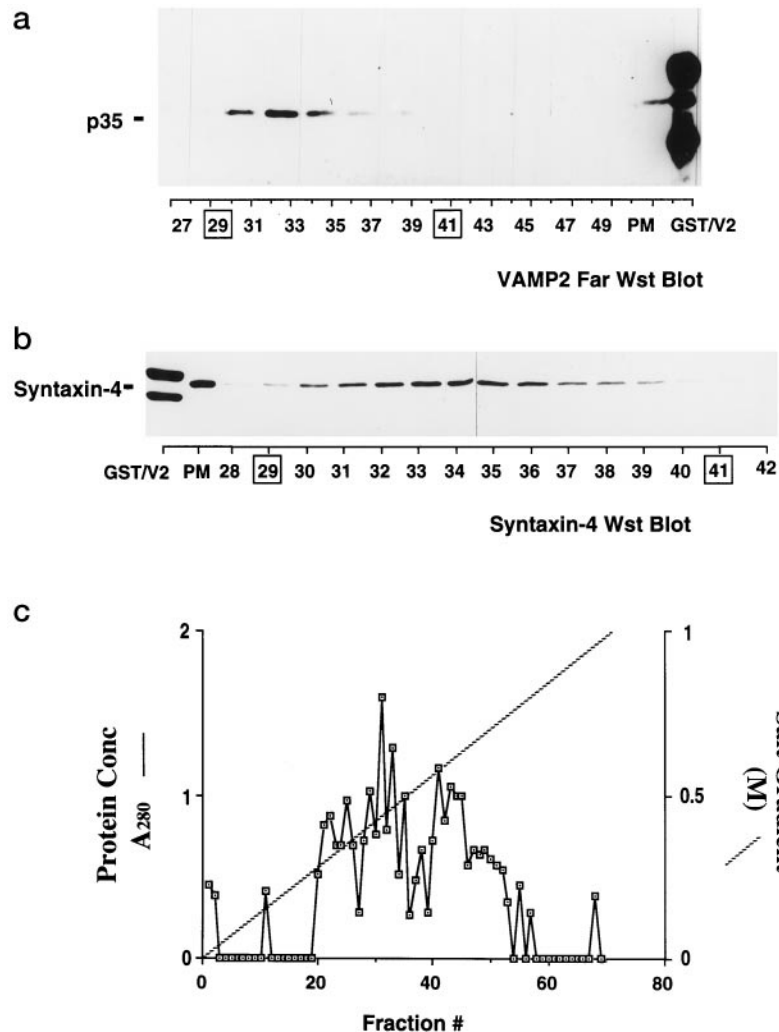 a
p35
27 29 31 33 35 37 39 41 43 45 47 49 PM GST/V2
VAMP2 Far Wst Blot
b
Syntaxin-4
GST/V2 PM 28 29 30 31 32 33 34 35 36 37 38 39 40 41 42
Syntaxin-4 Wst Blot
c
Protein Conc
A280
2
1
0
1
0.5
0
(M)
0 20 40 60 80
Fraction #